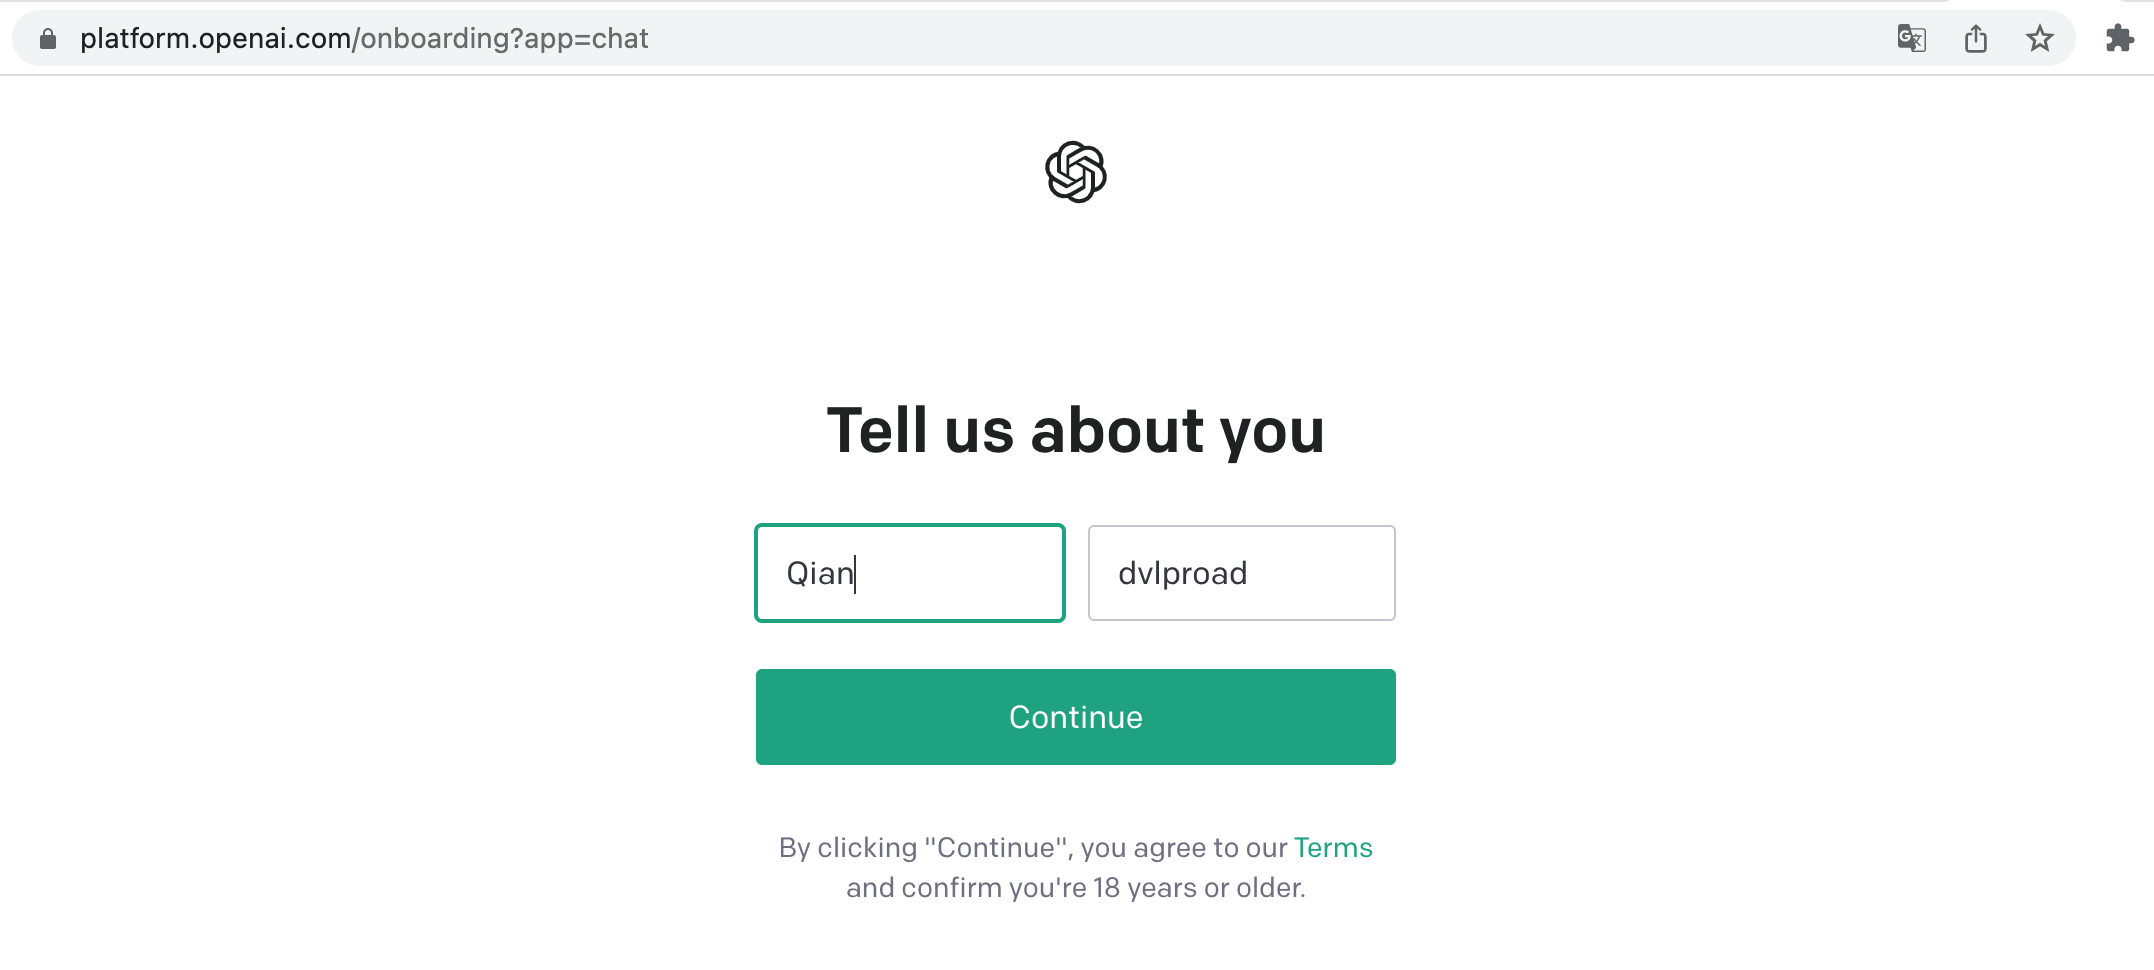 platform.openai.com/onboarding?app=chat
Tell us about you
Qian
dvlproad
Continue
By clicking "Continue", you agree to our Terms
and confirm you're 18 years or older.